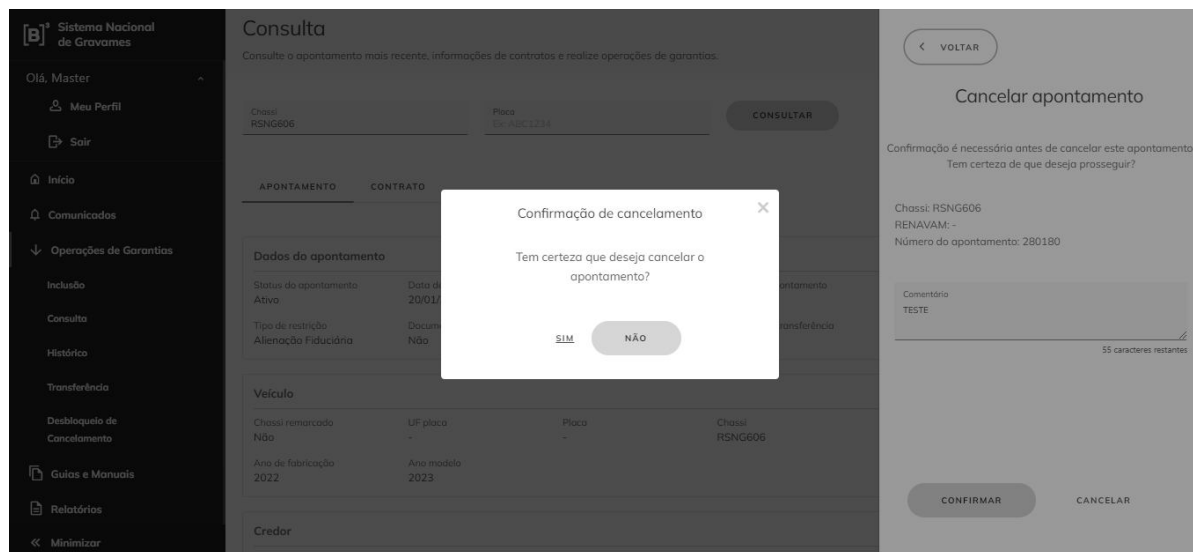 [B]³ Sistema Nacional
de Gravames
Olá, Master
Meu Perfil
Sair
Início
Comunicados
Operações de Garantias
Inclusão
Consulta
Histórico
Transferência
Desbloqueio de
Cancelamento
Guias e Manuais
Relatórios
Minimizar
Consulta
Consulte o apontamento mais recente, informações de contratos e realize operações de garantias.
Chassi
RSNG606
Placa
Ex: ABC1234
CONSULTAR
APONTAMENTO CONTRATO
Dados do apontamento
Status do apontamento
Ativo
Data de
20/01/
Tipo de restrição
Alienação Fiduciária
Não
Veículo
Chassi remarcado
Não
UF placa
-
Placa
-
Chassi
RSNG606
Ano de fabricação
2022
Ano modelo
2023
Credor
Confirmação de cancelamento
Tem certeza que deseja cancelar o
apontamento?
SIM NÃO
VOLTAR
Cancelar apontamento
Confirmação é necessária antes de cancelar este apontamento
Tem certeza de que deseja prosseguir?
Chassi: RSNG606
RENAVAM: -
Número do apontamento: 280180
Comentário
TESTE
55 caracteres restantes
CONFIRMAR CANCELAR